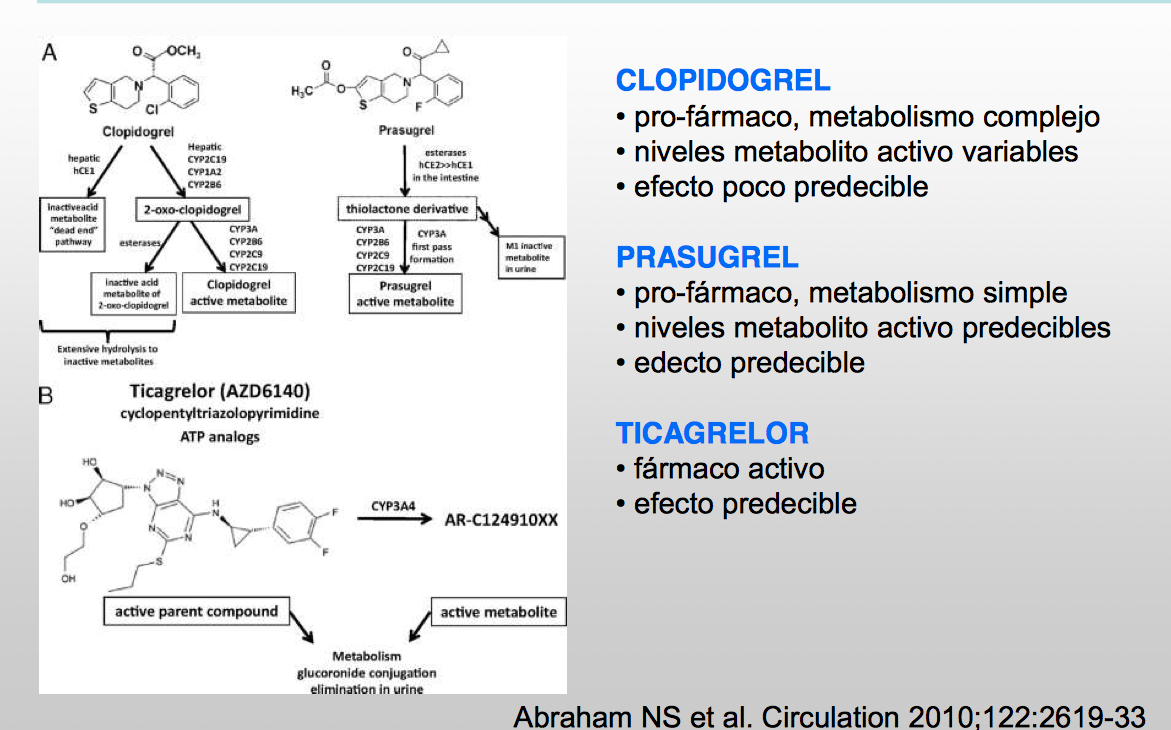 A
OCH3
O
N
S
Cl
Clopidogrel
hepatic
hCE1
Hepatic
CYP2C19
CYP1A2
CYP2B6
inactiveacid
metabolite
"dead end"
pathway
2-oxo-clopidogrel
esterases
CYP3A
CYP2B6
CYP2C9
CYP2C19
inactive acid
metabolite of
2-oxo-clopidogrel
Clopidogrel
active metabolite
Extensive hydrolysis to
inactive metabolites
O
O
H3C
O
N
S
F
Prasugrel
esterases
hCE2>>hCE1
in the intestine
thiolactone derivative
CYP3A
CYP2B6
CYP2C9
CYP2C19
CYP3A
first pass
formation
M1 inactive
metabolite
in urine
Prasugrel
active metabolite
B
Ticagrelor (AZD6140)
cyclopentyltriazolopyrimidine
ATP analogs
HO
HO
O
OH
N
N
N
N
N
H
N
S
F
F
CYP3A4
AR-C124910XX
active parent compound
active metabolite
Metabolism
glucoronide conjugation
elimination in urine
CLOPIDOGREL
• pro-fármaco, metabolismo complejo
• niveles metabolito activo variables
• efecto poco predecible
PRASUGREL
• pro-fármaco, metabolismo simple
• niveles metabolito activo predecibles
• edecto predecible
TICAGRELOR
• fármaco activo
• efecto predecible
Abraham NS et al. Circulation 2010;122:2619-33